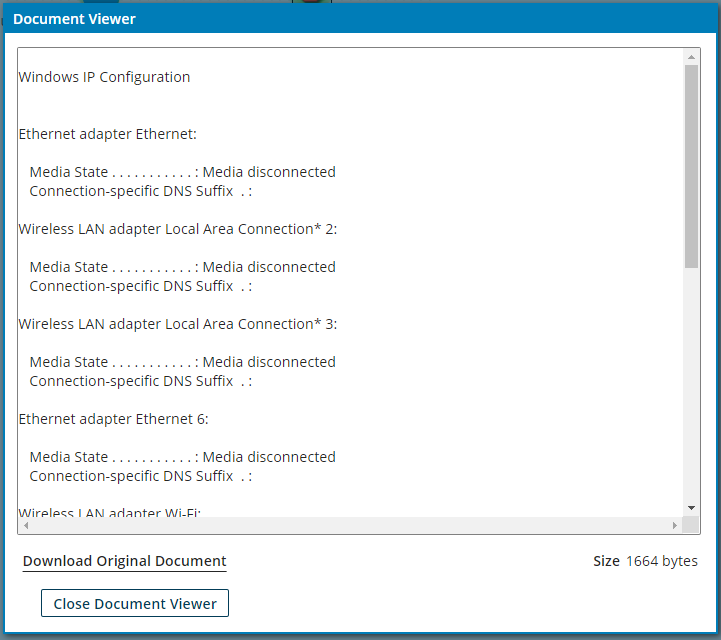 Document Viewer
Windows IP Configuration
Ethernet adapter Ethernet:
Media State . . . . . . . . . . . : Media disconnected
Connection-specific DNS Suffix  . :
Wireless LAN adapter Local Area Connection* 2:
Media State . . . . . . . . . . . : Media disconnected
Connection-specific DNS Suffix  . :
Wireless LAN adapter Local Area Connection* 3:
Media State . . . . . . . . . . . : Media disconnected
Connection-specific DNS Suffix  . :
Ethernet adapter Ethernet 6:
Media State . . . . . . . . . . . : Media disconnected
Connection-specific DNS Suffix  . :
Wireless LAN adapter Wi-Fi:
Download Original Document
Size 1664 bytes
Close Document Viewer